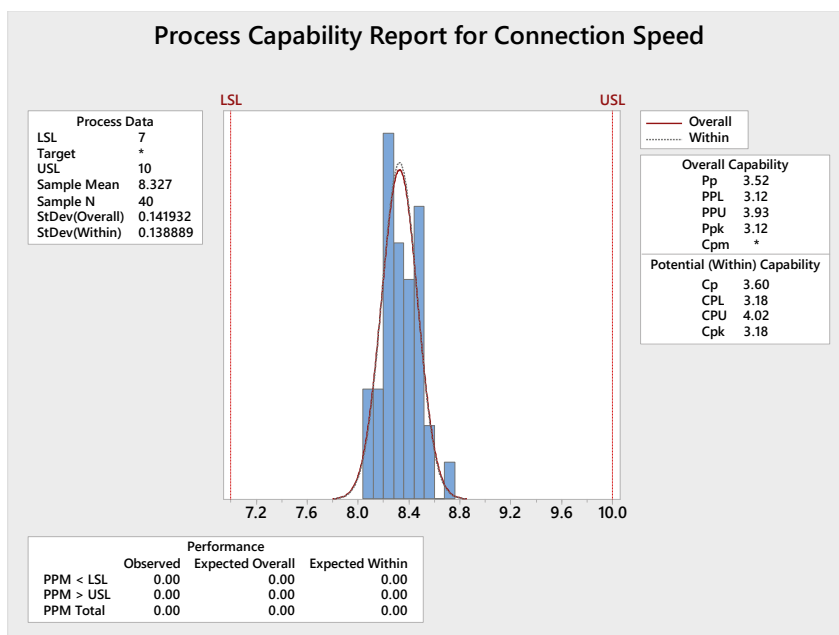 Process Capability Report for Connection Speed
LSL
USL
Process Data
LSL 7
Target *
USL 10
Sample Mean 8.327
Sample N 40
StDev(Overall) 0.141932
StDev(Within) 0.138889
Overall
Within
Overall Capability
Pp 3.52
PPL 3.12
PPU 3.93
Ppk 3.12
Cpm *
Potential (Within) Capability
Cp 3.60
CPL 3.18
CPU 4.02
Cpk 3.18
7.2 7.6 8.0 8.4 8.8 9.2 9.6 10.0
Performance
Observed Expected Overall Expected Within
PPM < LSL 0.00 0.00 0.00
PPM > USL 0.00 0.00 0.00
PPM Total 0.00 0.00 0.00